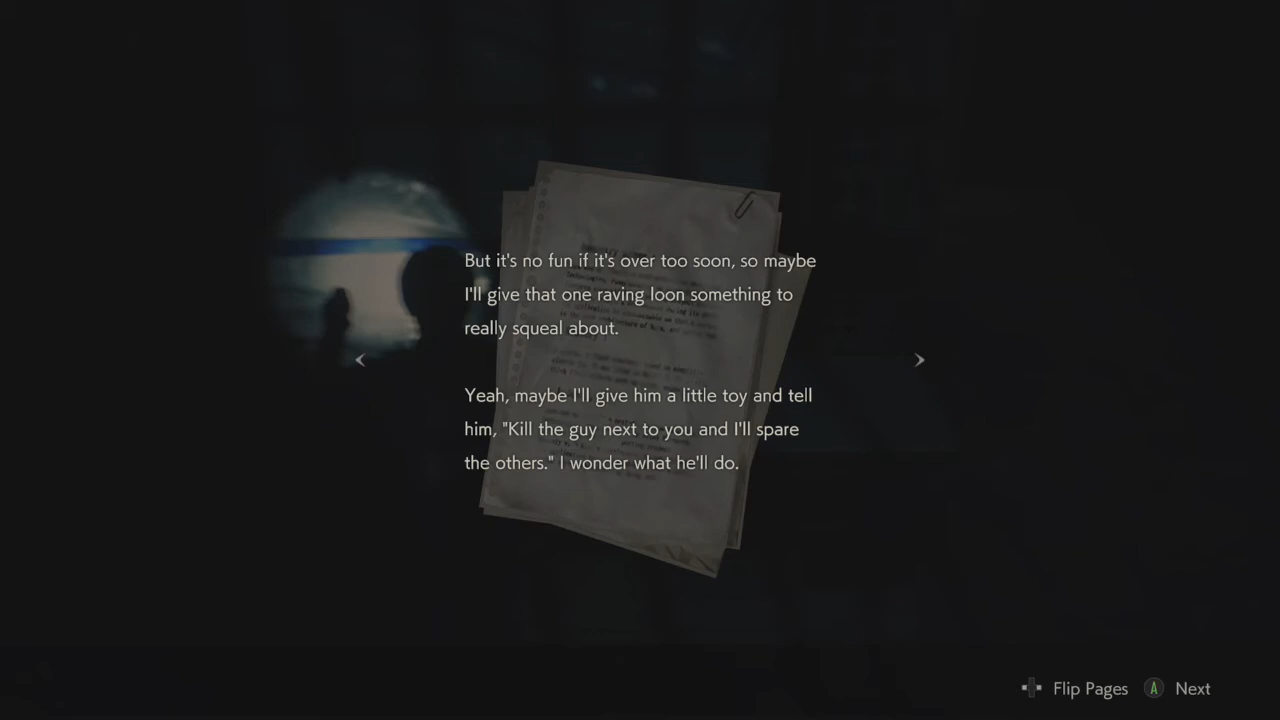 But it's no fun if it's over too soon, so maybe
I'll give that one raving loon something to
really squeal about.
Yeah, maybe I'll give him a little toy and tell
him, "Kill the guy next to you and I'll spare
the others." I wonder what he'll do.
Flip Pages A Next